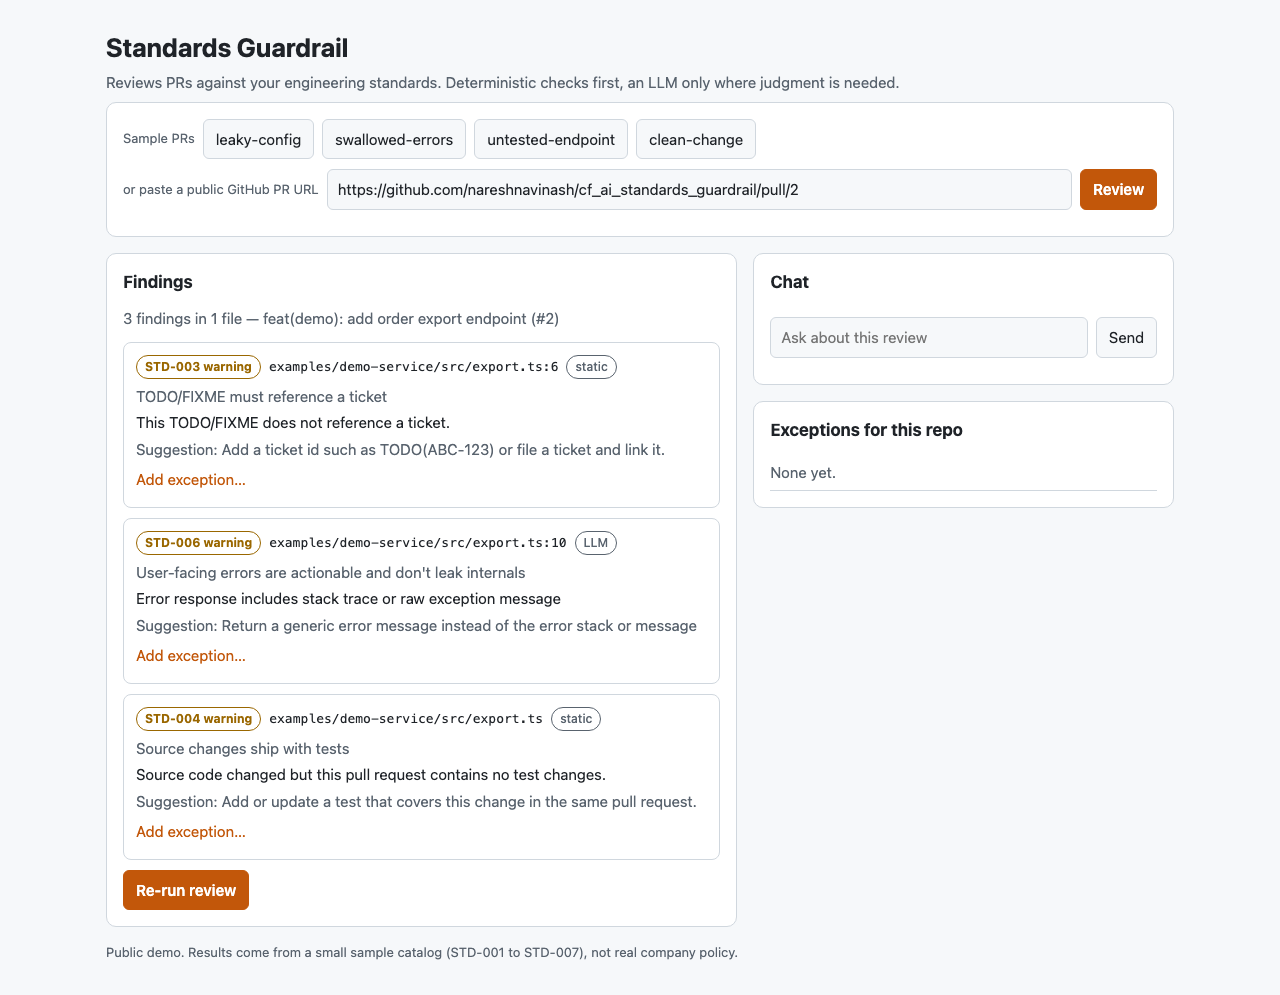 Standards Guardrail
Reviews PRs against your engineering standards. Deterministic checks first, an LLM only where judgment is needed.
Sample PRs
leaky-config
swallowed-errors
untested-endpoint
clean-change
or paste a public GitHub PR URL
https://github.com/nareshnavinash/cf_ai_standards_guardrail/pull/2
Review
Findings
3 findings in 1 file — feat(demo): add order export endpoint (#2)
STD-003 warning examples/demo-service/src/export.ts:6 static
TODO/FIXME must reference a ticket
This TODO/FIXME does not reference a ticket.
Suggestion: Add a ticket id such as TODO(ABC-123) or file a ticket and link it.
Add exception...
STD-006 warning examples/demo-service/src/export.ts:10 LLM
User-facing errors are actionable and don't leak internals
Error response includes stack trace or raw exception message
Suggestion: Return a generic error message instead of the error stack or message
Add exception...
STD-004 warning examples/demo-service/src/export.ts static
Source changes ship with tests
Source code changed but this pull request contains no test changes.
Suggestion: Add or update a test that covers this change in the same pull request.
Add exception...
Re-run review
Chat
Ask about this review
Send
Exceptions for this repo
None yet.
Public demo. Results come from a small sample catalog (STD-001 to STD-007), not real company policy.